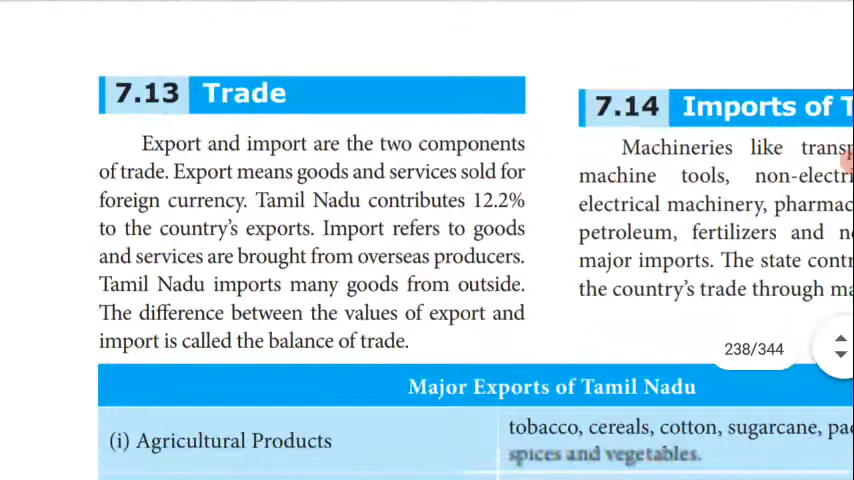 7.13 Trade
Export and import are the two components
of trade. Export means goods and services sold for
foreign currency. Tamil Nadu contributes 12.2%
to the country's exports. Import refers to goods
and services are brought from overseas producers.
Tamil Nadu imports many goods from outside.
The difference between the values of export and
import is called the balance of trade.
7.14 Imports of
Machineries like
machine tools,
electrical machinery,
petroleum, fertilizers and
major imports. The state
the country's trade through
238/344
Major Exports of Tamil Nadu
(i) Agricultural Products
tobacco, cereals, cotton, sugarcane,
spices and vegetables.